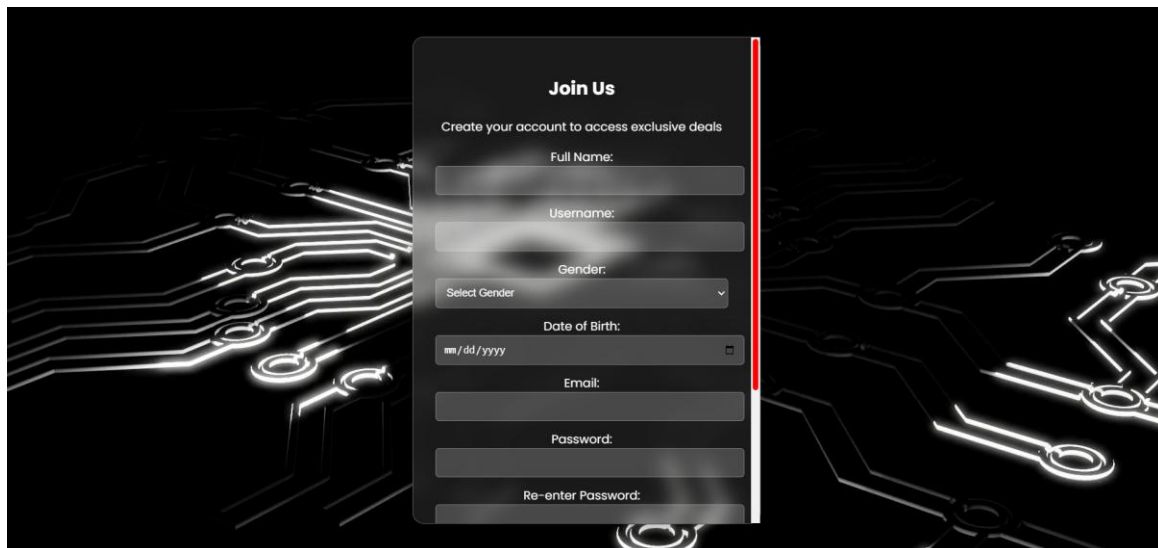 Join Us
Create your account to access exclusive deals
Full Name:
Username:
Gender:
Select Gender
Date of Birth:
mm/dd/yyyy
Email:
Password:
Re-enter Password: